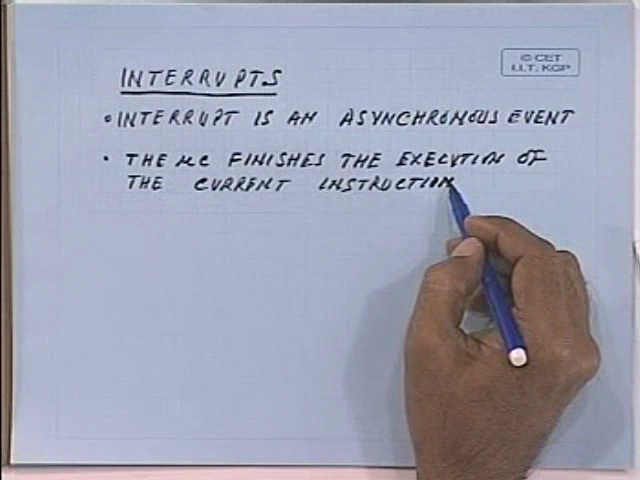 © CET
I.I.T. KGP
INTERRUPTS
• INTERRUPT IS AN ASYNCHRONOUS EVENT
• THE μC FINISHES THE EXECUTION OF
THE CURRENT INSTRUCTION